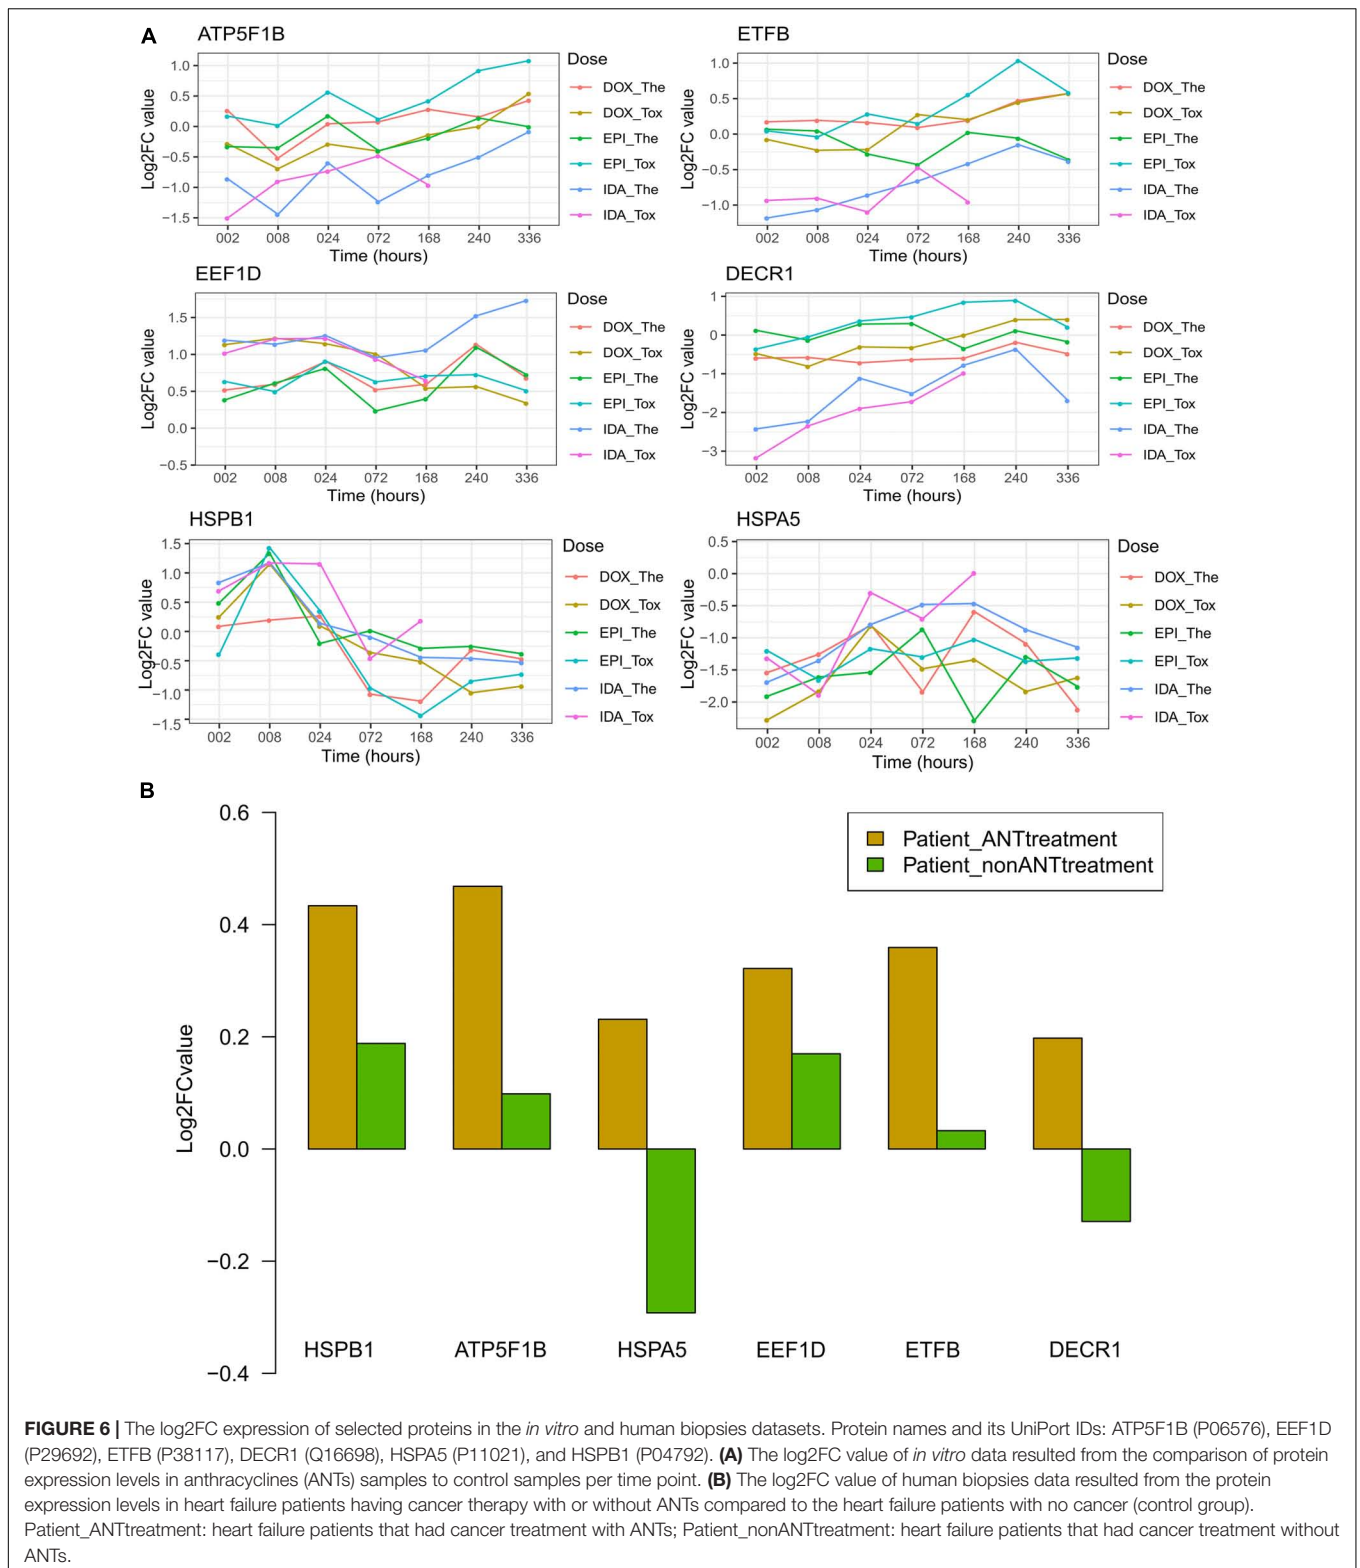 A
ATP5F1B
Log2FC value
1.0
0.5
0.0
−0.5
−1.0
−1.5
002 008 024 072 168 240 336
Time (hours)
Dose
DOX_The
DOX_Tox
EPI_The
EPI_Tox
IDA_The
IDA_Tox
ETFB
Log2FC value
1.0
0.5
0.0
−0.5
−1.0
002 008 024 072 168 240 336
Time (hours)
Dose
DOX_The
DOX_Tox
EPI_The
EPI_Tox
IDA_The
IDA_Tox
EEF1D
Log2FC value
1.5
1.0
0.5
0.0
−0.5
002 008 024 072 168 240 336
Time (hours)
Dose
DOX_The
DOX_Tox
EPI_The
EPI_Tox
IDA_The
IDA_Tox
DECR1
Log2FC value
1
0
−1
−2
−3
002 008 024 072 168 240 336
Time (hours)
Dose
DOX_The
DOX_Tox
EPI_The
EPI_Tox
IDA_The
IDA_Tox
HSPB1
Log2FC value
1.5
1.0
0.5
0.0
−0.5
−1.0
−1.5
002 008 024 072 168 240 336
Time (hours)
Dose
DOX_The
DOX_Tox
EPI_The
EPI_Tox
IDA_The
IDA_Tox
HSPA5
Log2FC value
0.5
0.0
−0.5
−1.0
−1.5
−2.0
002 008 024 072 168 240 336
Time (hours)
Dose
DOX_The
DOX_Tox
EPI_The
EPI_Tox
IDA_The
IDA_Tox
B
Log2FCvalue
0.6
0.4
0.2
0.0
−0.2
−0.4
Patient_ANTtreatment
Patient_nonANTtreatment
HSPB1 ATP5F1B HSPA5 EEF1D ETFB DECR1
FIGURE 6 | The log2FC expression of selected proteins in the in vitro and human biopsies datasets. Protein names and its UniPort IDs: ATP5F1B (P06576), EEF1D
(P29692), ETFB (P38117), DECR1 (Q16698), HSPA5 (P11021), and HSPB1 (P04792). (A) The log2FC value of in vitro data resulted from the comparison of protein
expression levels in anthracyclines (ANTs) samples to control samples per time point. (B) The log2FC value of human biopsies data resulted from the protein
expression levels in heart failure patients having cancer therapy with or without ANTs compared to the heart failure patients with no cancer (control group).
Patient_ANTtreatment: heart failure patients that had cancer treatment with ANTs; Patient_nonANTtreatment: heart failure patients that had cancer treatment without
ANTs.